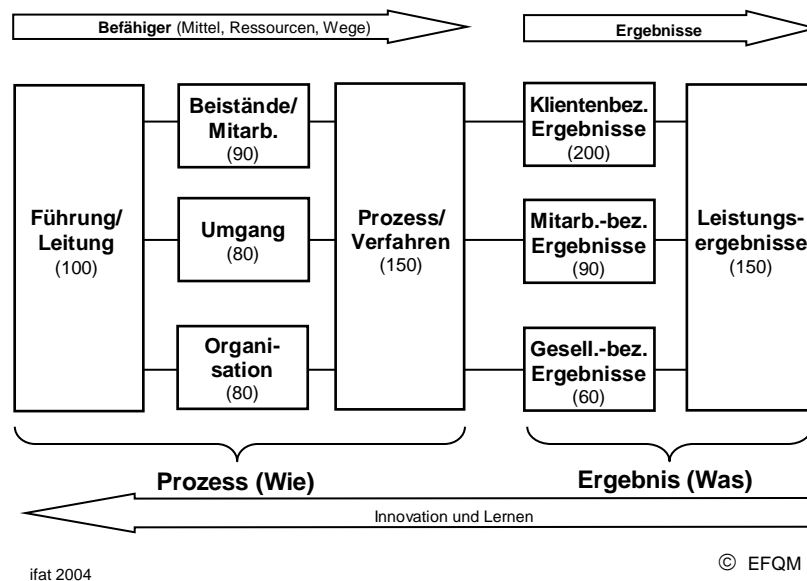 Befähiger (Mittel, Ressourcen, Wege)
Ergebnisse
Führung/
Leitung
(100)
Beistände/
Mitarb.
(90)
Umgang
(80)
Organi-
sation
(80)
Prozess/
Verfahren
(150)
Klientenbez.
Ergebnisse
(200)
Mitarb.-bez.
Ergebnisse
(90)
Gesell.-bez.
Ergebnisse
(60)
Leistungs-
ergebnisse
(150)
Prozess (Wie)
Ergebnis (Was)
Innovation und Lernen
ifat 2004
© EFQM